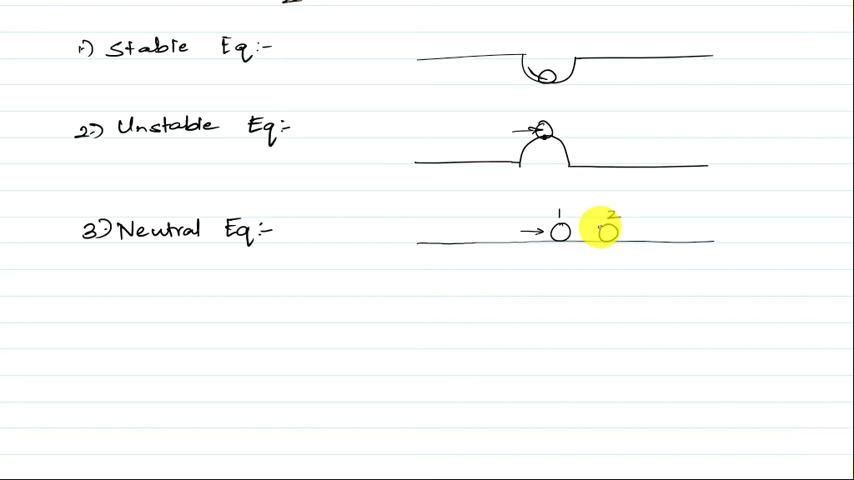 1.) Stable Eq:-
2.) Unstable Eq:-
1 2
3.) Neutral Eq:-